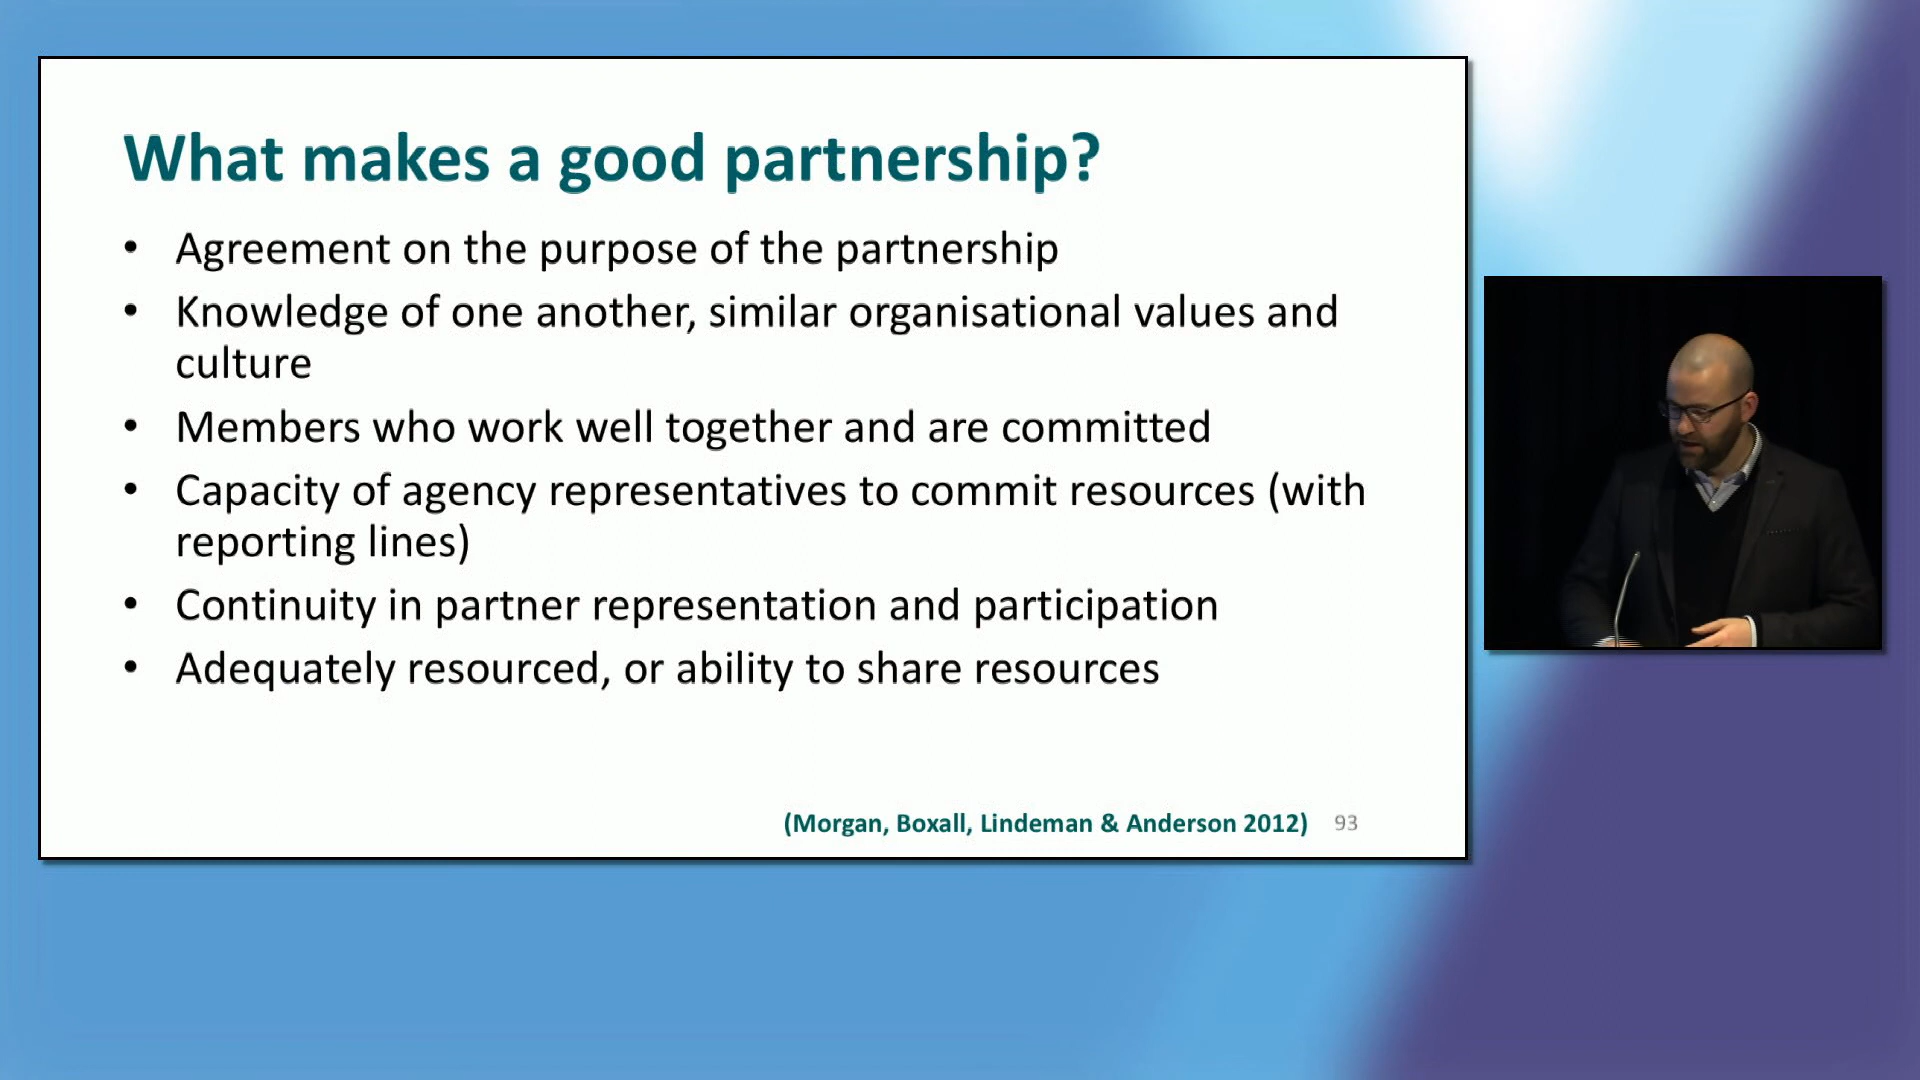 What makes a good partnership?
• Agreement on the purpose of the partnership
• Knowledge of one another, similar organisational values and
culture
• Members who work well together and are committed
• Capacity of agency representatives to commit resources (with
reporting lines)
• Continuity in partner representation and participation
• Adequately resourced, or ability to share resources
(Morgan, Boxall, Lindeman & Anderson 2012) 93